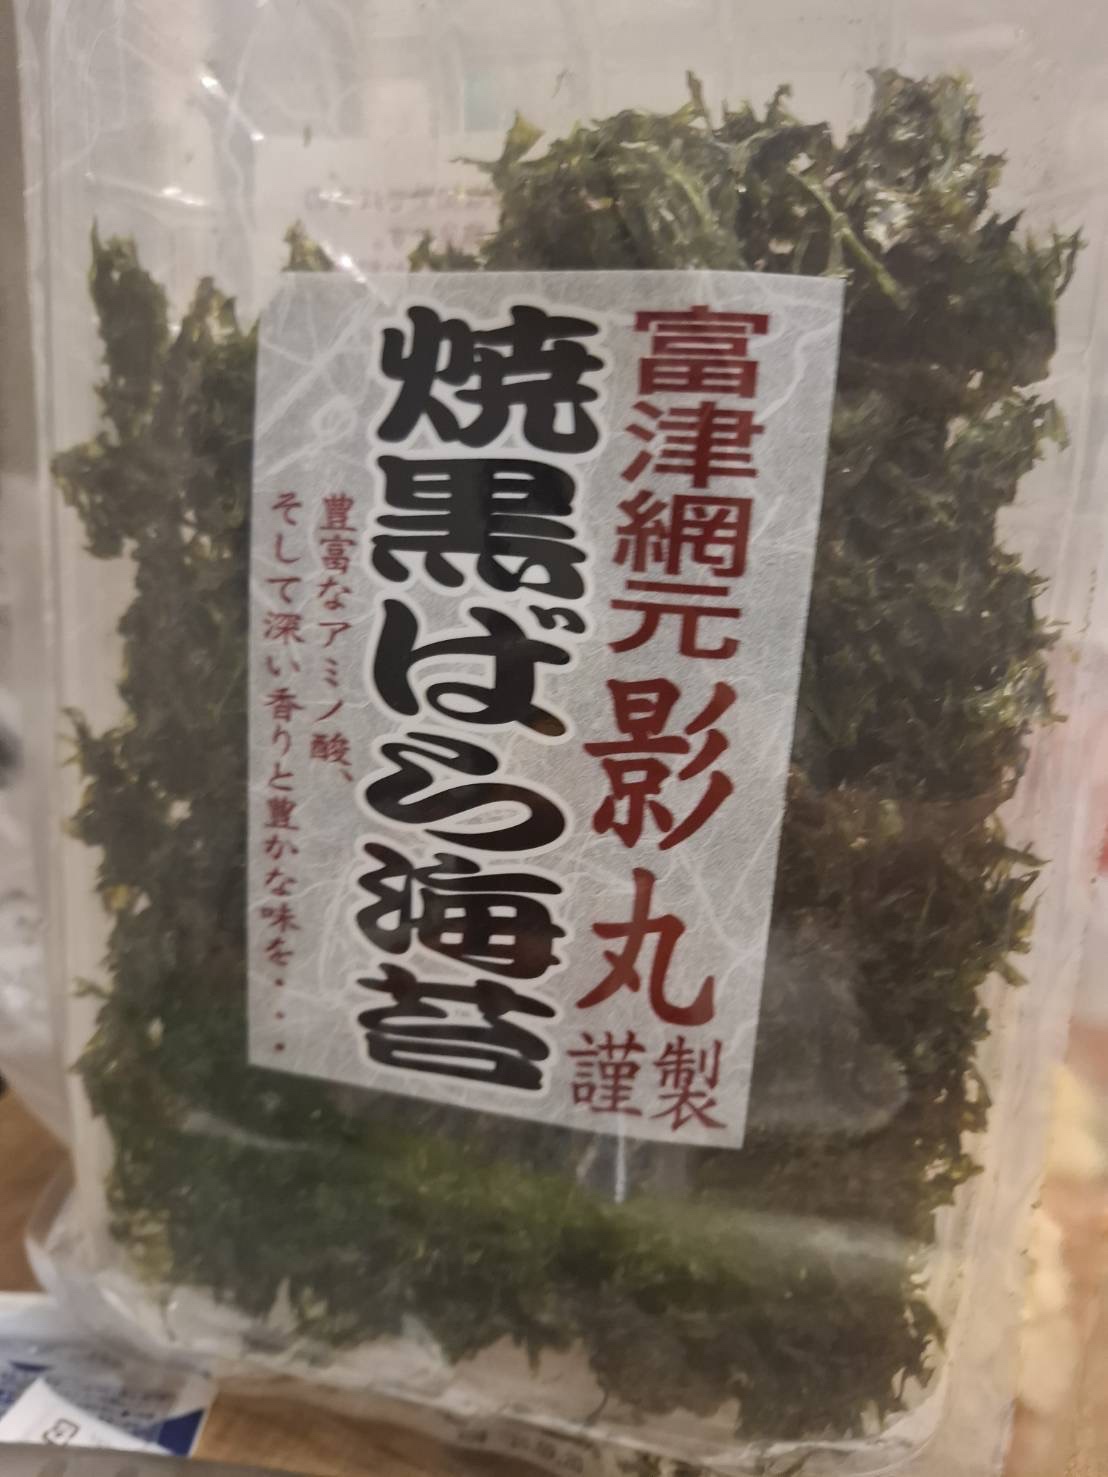 富津網元 影丸 謹製
焼黒ばら海苔
豊富なアミノ酸、
そして深い香りと豊かな味を・・・